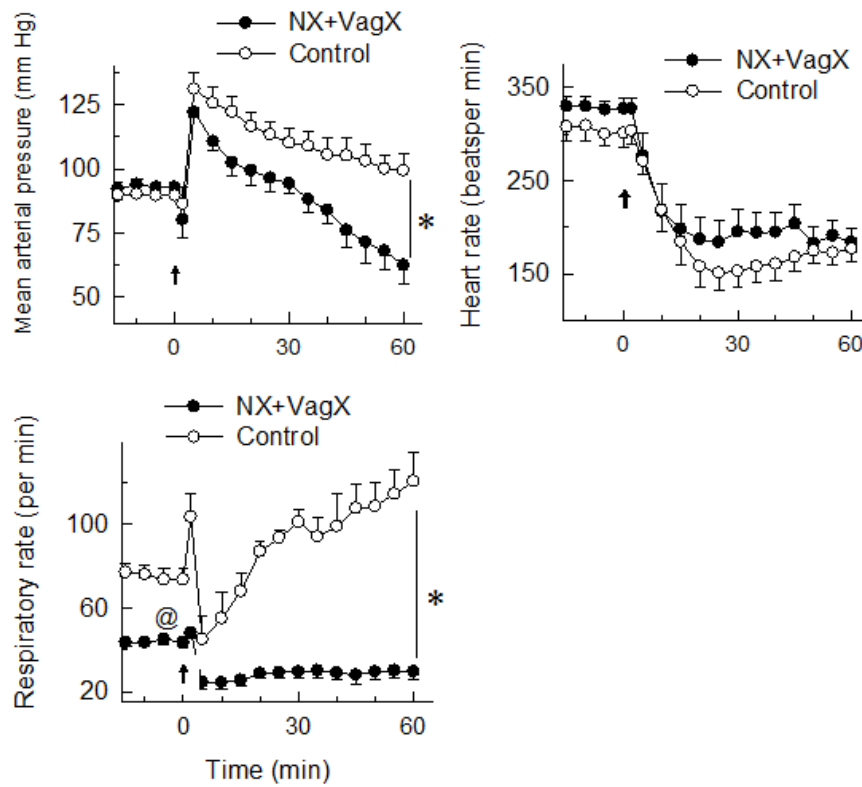 NX+VagX
Control
Mean arterial pressure (mm Hg)
125
100
75
50
*
0
30
60
NX+VagX
Control
Heart rate (beatsper min)
350
250
150
0
30
60
NX+VagX
Control
Respiratory rate (per min)
100
60
20
@
*
0
30
60
Time (min)